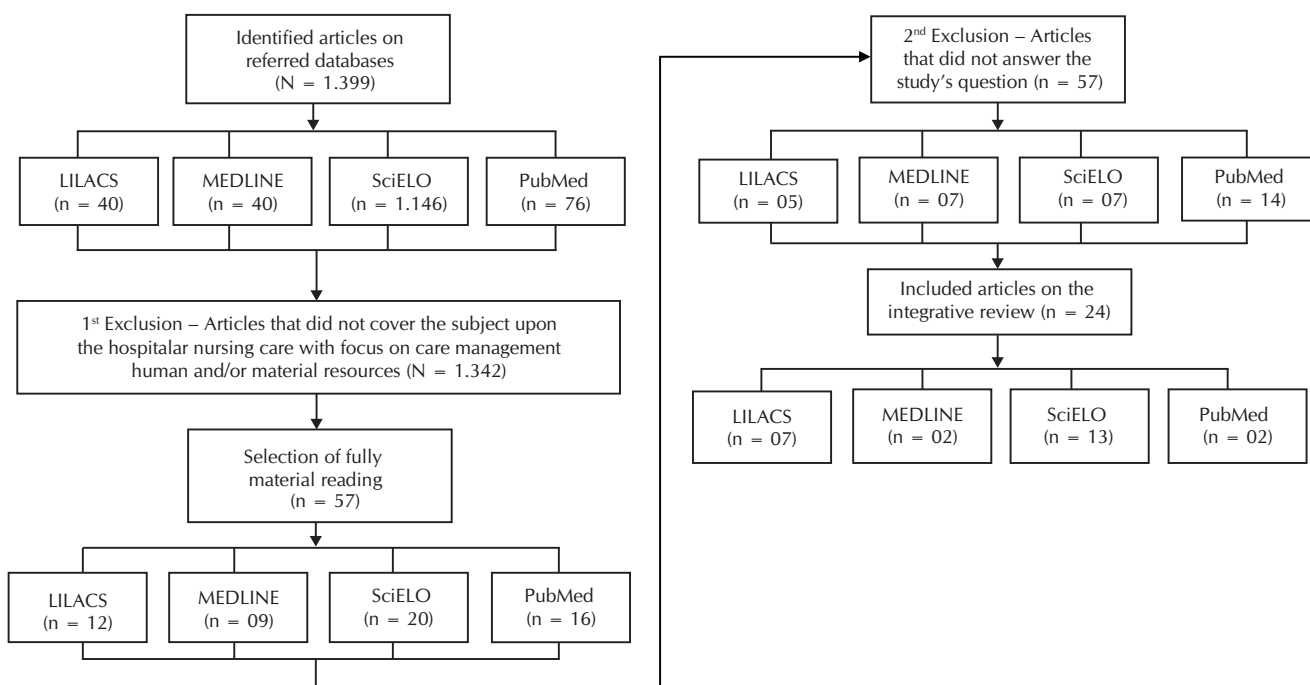 Identified articles on
referred databases
(N = 1.399)
LILACS
(n = 40)
MEDLINE
(n = 40)
SciELO
(n = 1.146)
PubMed
(n = 76)
1st Exclusion – Articles that did not cover the subject upon
the hospitalar nursing care with focus on care management
human and/or material resources (N = 1.342)
Selection of fully
material reading
(n = 57)
LILACS
(n = 12)
MEDLINE
(n = 09)
SciELO
(n = 20)
PubMed
(n = 16)
2nd Exclusion – Articles
that did not answer the
study's question (n = 57)
LILACS
(n = 05)
MEDLINE
(n = 07)
SciELO
(n = 07)
PubMed
(n = 14)
Included articles on the
integrative review (n = 24)
LILACS
(n = 07)
MEDLINE
(n = 02)
SciELO
(n = 13)
PubMed
(n = 02)